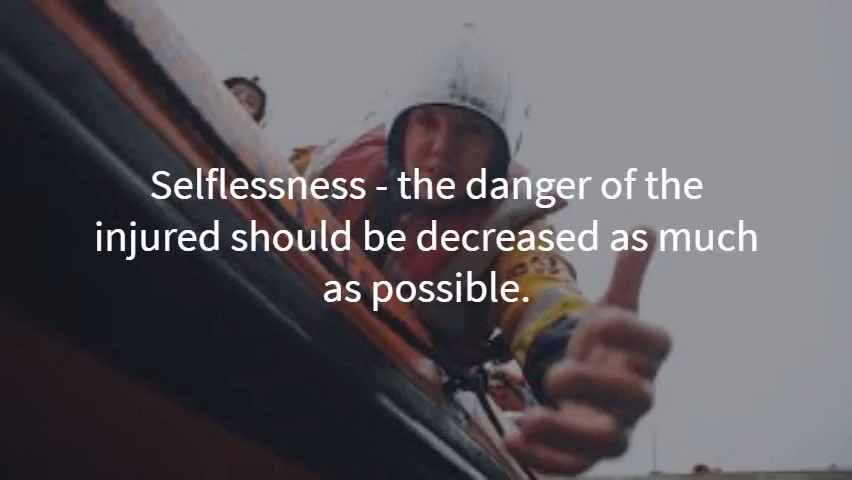 Selflessness - the danger of the
injured should be decreased as much
as possible.